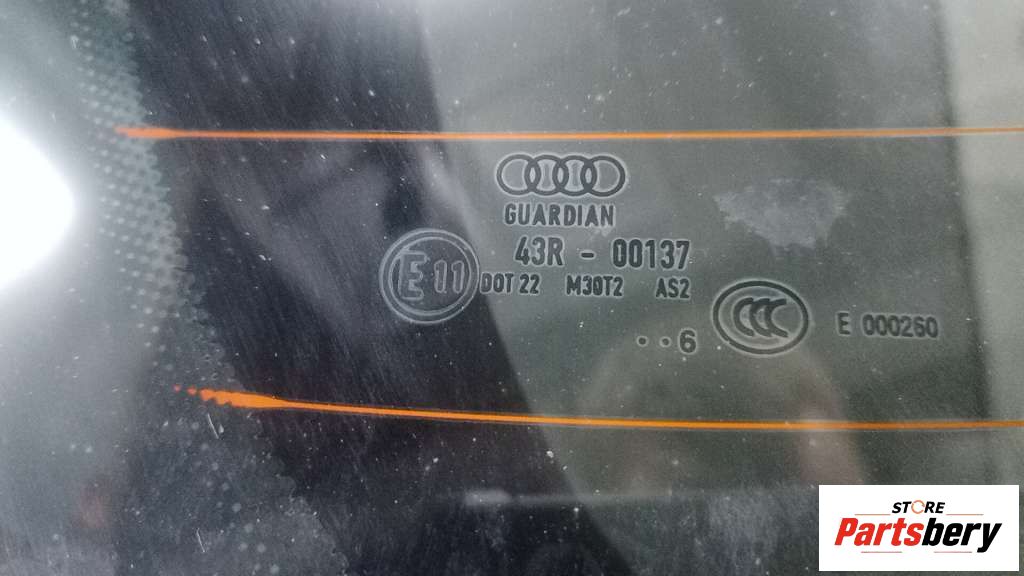 GUARDIAN
43R - 00137
E11
DOT 22 M30T2 AS2
CCC
E 000260
..6
STORE
Partsbery